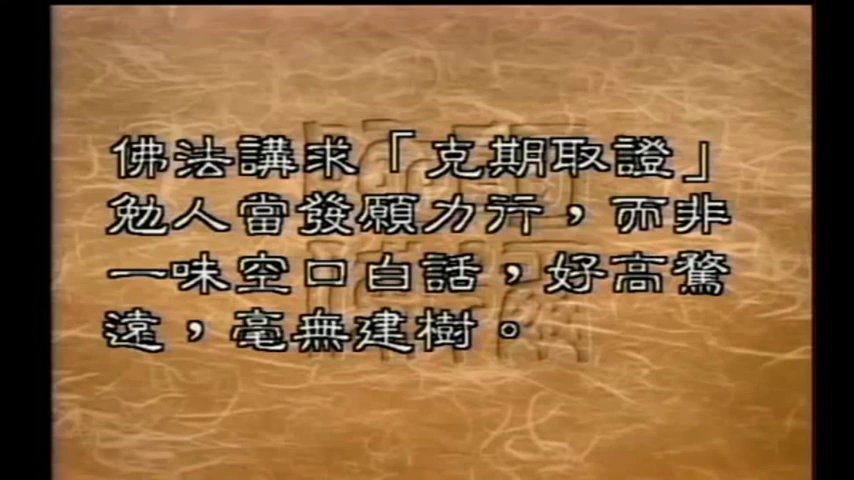 佛法講求「克期取證」
勉人當發願力行，而非
一味空口白話，好高驁
遠，毫無建樹。